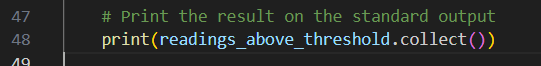 47 # Print the result on the standard output
48 print(readings_above_threshold.collect())
49